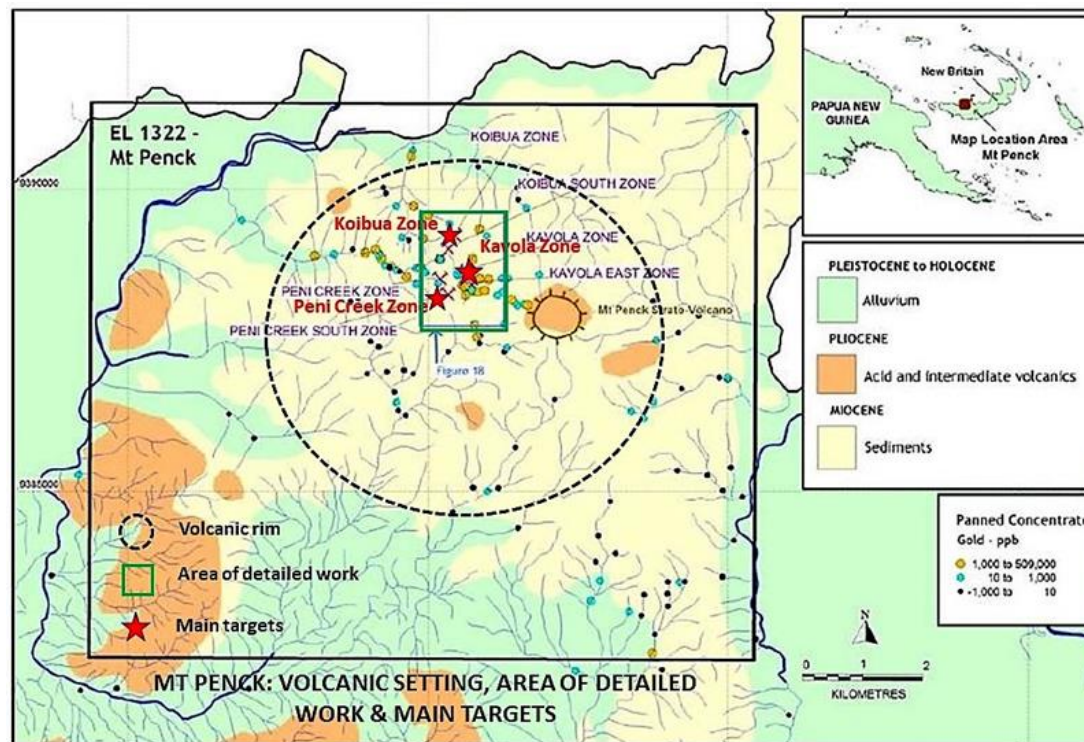 EL 1322 -
Mt Penck
9390000
9385000
KOIBUA ZONE
KOIBUA SOUTH ZONE
Koibua Zone
KAVOLA ZONE
Kavola Zone
KAVOLA EAST ZONE
PENI CREEK ZONE
Peni Creek Zone
Mt Penck Strato-Volcano
PENI CREEK SOUTH ZONE
Figure 18
Volcanic rim
Area of detailed work
Main targets
MT PENCK: VOLCANIC SETTING, AREA OF DETAILED
WORK & MAIN TARGETS
New Britain
PAPUA NEW
GUINEA
Map Location Area
Mt Penck
PLEISTOCENE to HOLOCENE
Alluvium
PLIOCENE
Acid and intermediate volcanics
MIOCENE
Sediments
Panned Concentrat
Gold - ppb
1,000 to 509,000
10 to 1,000
-1,000 to 10
N
0 1 2
KILOMETRES